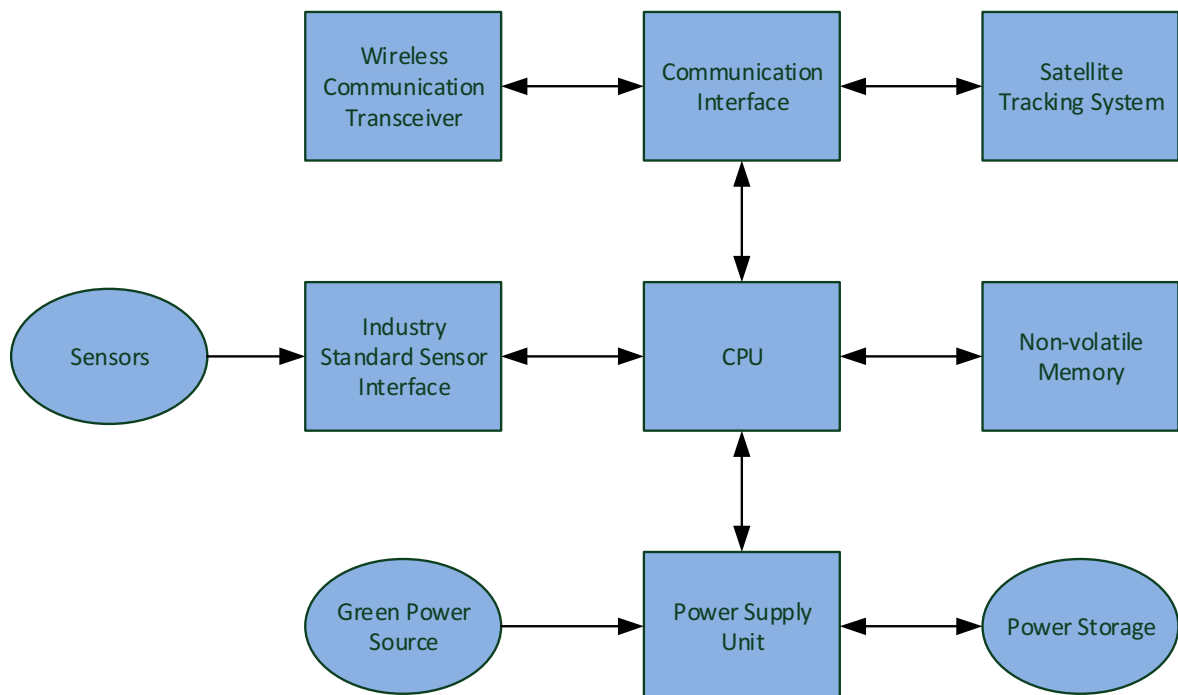 Wireless
Communication
Transceiver
Communication
Interface
Satellite
Tracking System
Sensors
Industry
Standard Sensor
Interface
CPU
Non-volatile
Memory
Green Power
Source
Power Supply
Unit
Power Storage